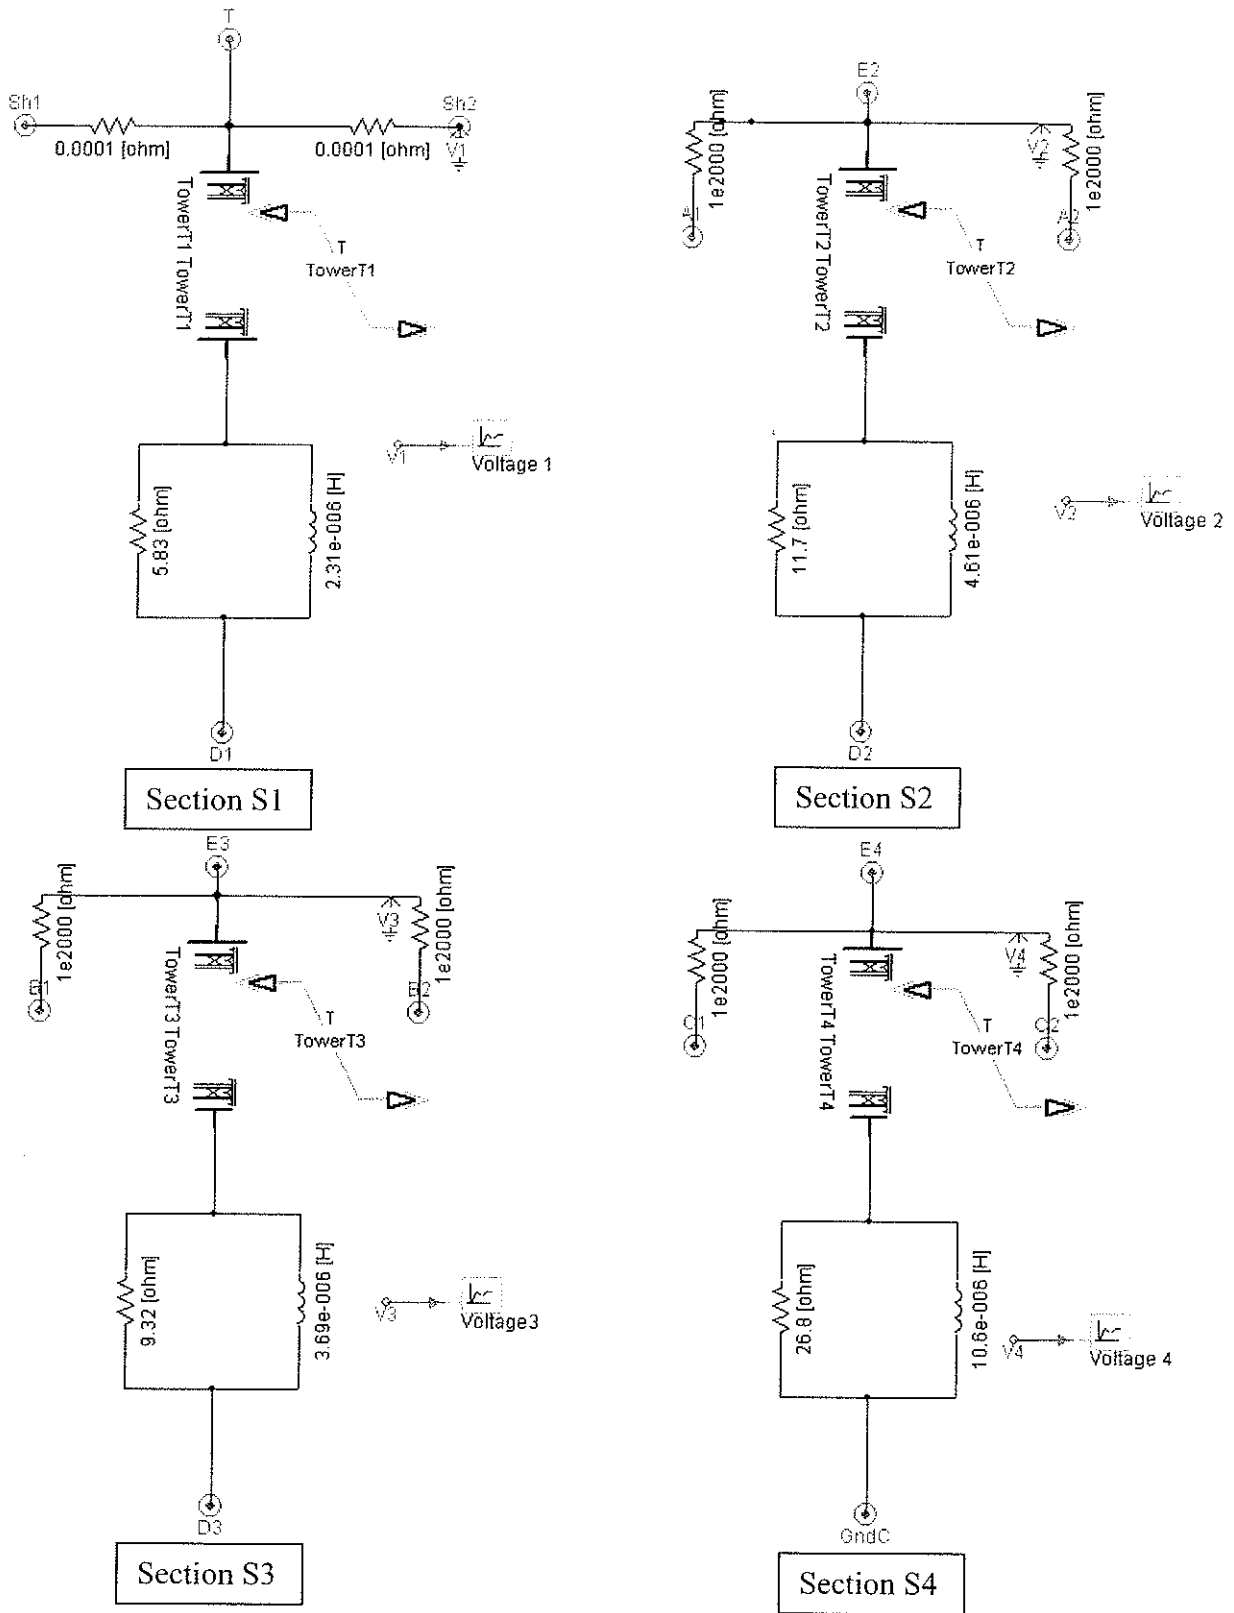 T
Sh1
Sh2
0.0001 [ohm]
0.0001 [ohm]
V1
TowerT1 TowerT1
T
TowerT1
V1
Voltage 1
5.83 [ohm]
2.31e-006 [H]
D1
Section S1
E2
1e2000 [ohm]
V2
1e2000 [ohm]
A2
TowerT2 TowerT2
T
TowerT2
V2
Voltage 2
11.7 [ohm]
4.61e-006 [H]
D2
Section S2
E3
1e2000 [ohm]
V3
1e2000 [ohm]
B1
B2
TowerT3 TowerT3
T
TowerT3
V3
Voltage3
9.32 [ohm]
3.69e-006 [H]
D3
Section S3
E4
1e2000 [ohm]
V4
1e2000 [ohm]
C1
C2
TowerT4 TowerT4
T
TowerT4
V4
Voltage 4
26.8 [ohm]
10.6e-006 [H]
GndC
Section S4